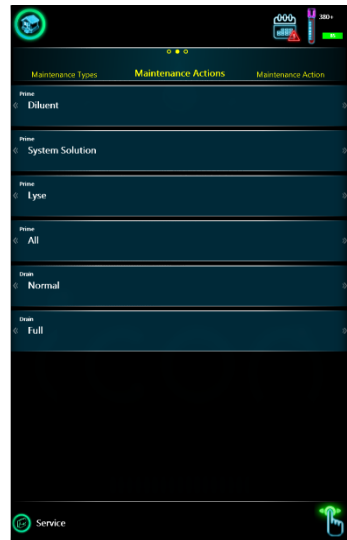 380+
Maintenance Types
Maintenance Actions
Maintenance Action
Prime
Diluent
Prime
System Solution
Prime
Lyse
Prime
All
Drain
Normal
Drain
Full
Service